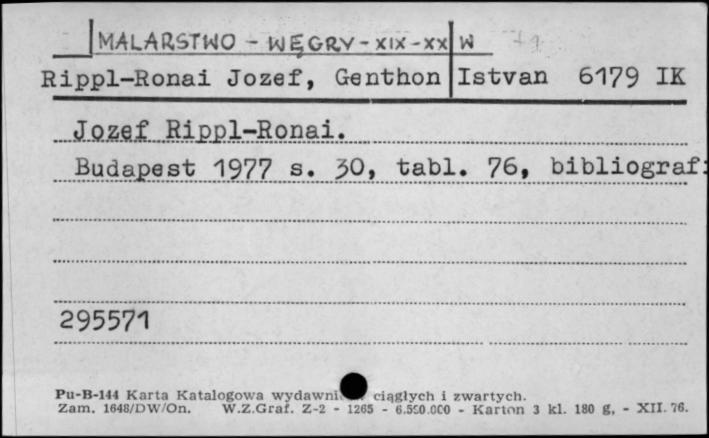 MALARSTWO - WĘGRY - XIX - XX W
Rippl-Ronai Jozef, Genthon Istvan 6179 IK
Jozef Rippl-Ronai.
Budapest 1977 s. 30, tabl. 76, bibliograf
295571
Pu-B-144 Karta Katalogowa wydawni ciągłych i zwartych.
Zam. 1648/DW/On. W.Z.Graf. Z-2 - 1265 - 6.550.000 - Karton 3 kl. 180 g, - XII. 76.